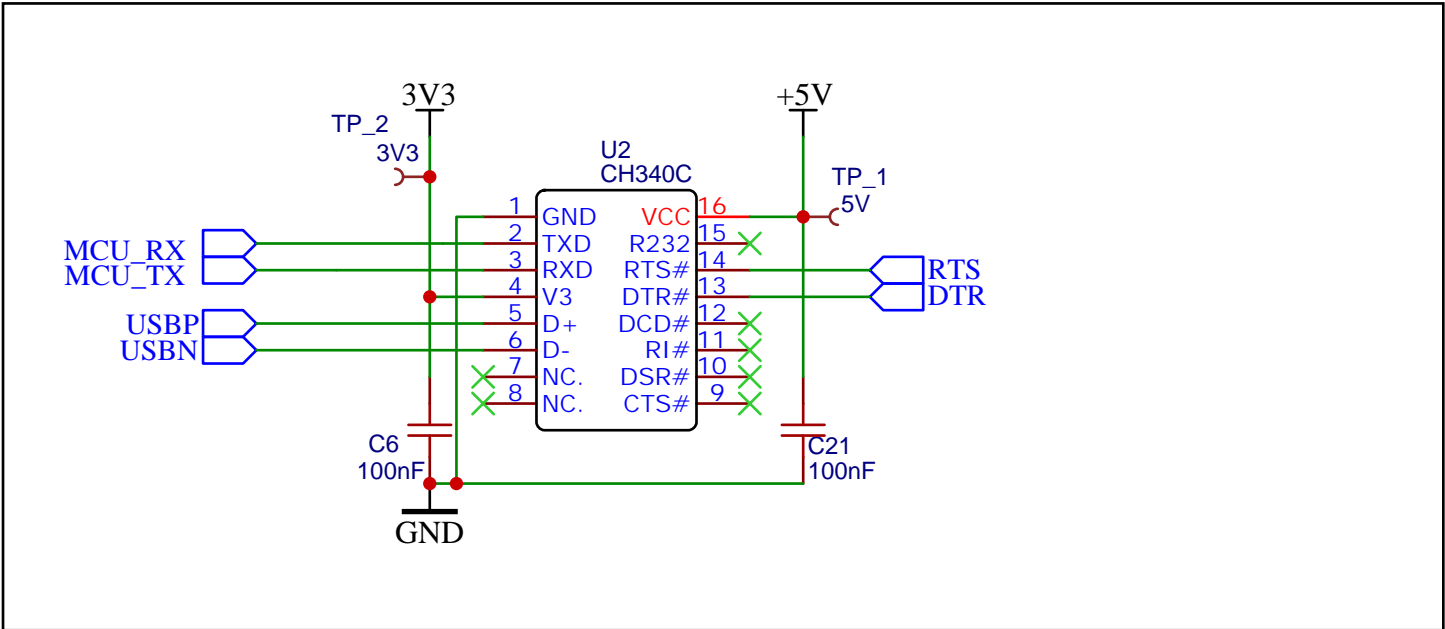 3V3
+5V
TP_2
3V3
U2
CH340C
TP_1
5V
1 GND VCC 16
MCU_RX 2 TXD R232 15
MCU_TX 3 RXD RTS# 14 RTS
4 V3 DTR# 13 DTR
USBP 5 D+ DCD# 12
USBN 6 D- RI# 11
7 NC. DSR# 10
8 NC. CTS# 9
C6
100nF
C21
100nF
GND